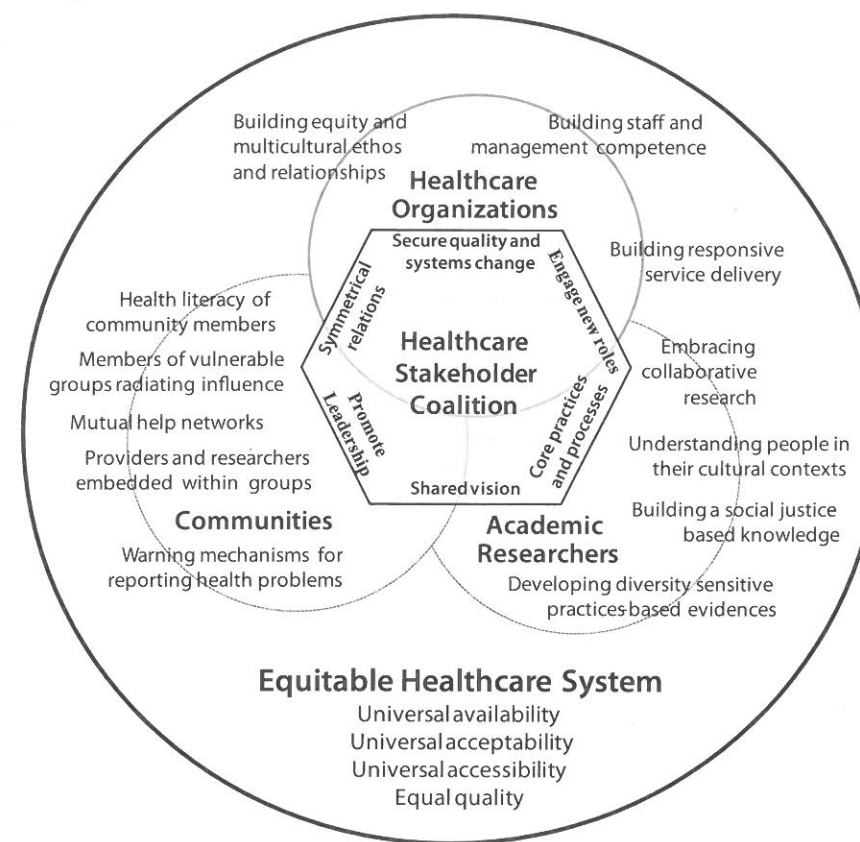 Building equity and
multicultural ethos
and relationships
Building staff and
management competence
Healthcare
Organizations
Building responsive
service delivery
Secure quality and
systems change
Symmetrical
relations
Engage new roles
Healthcare
Stakeholder
Coalition
Promote
Leadership
Core practices
and processes
Shared vision
Health literacy of
community members
Members of vulnerable
groups radiating influence
Mutual help networks
Providers and researchers
embedded within groups
Communities
Warning mechanisms for
reporting health problems
Embracing
collaborative
research
Understanding people in
their cultural contexts
Building a social justice
based knowledge
Academic
Researchers
Developing diversity sensitive
practices-based evidences
Equitable Healthcare System
Universal availability
Universal acceptability
Universal accessibility
Equal quality